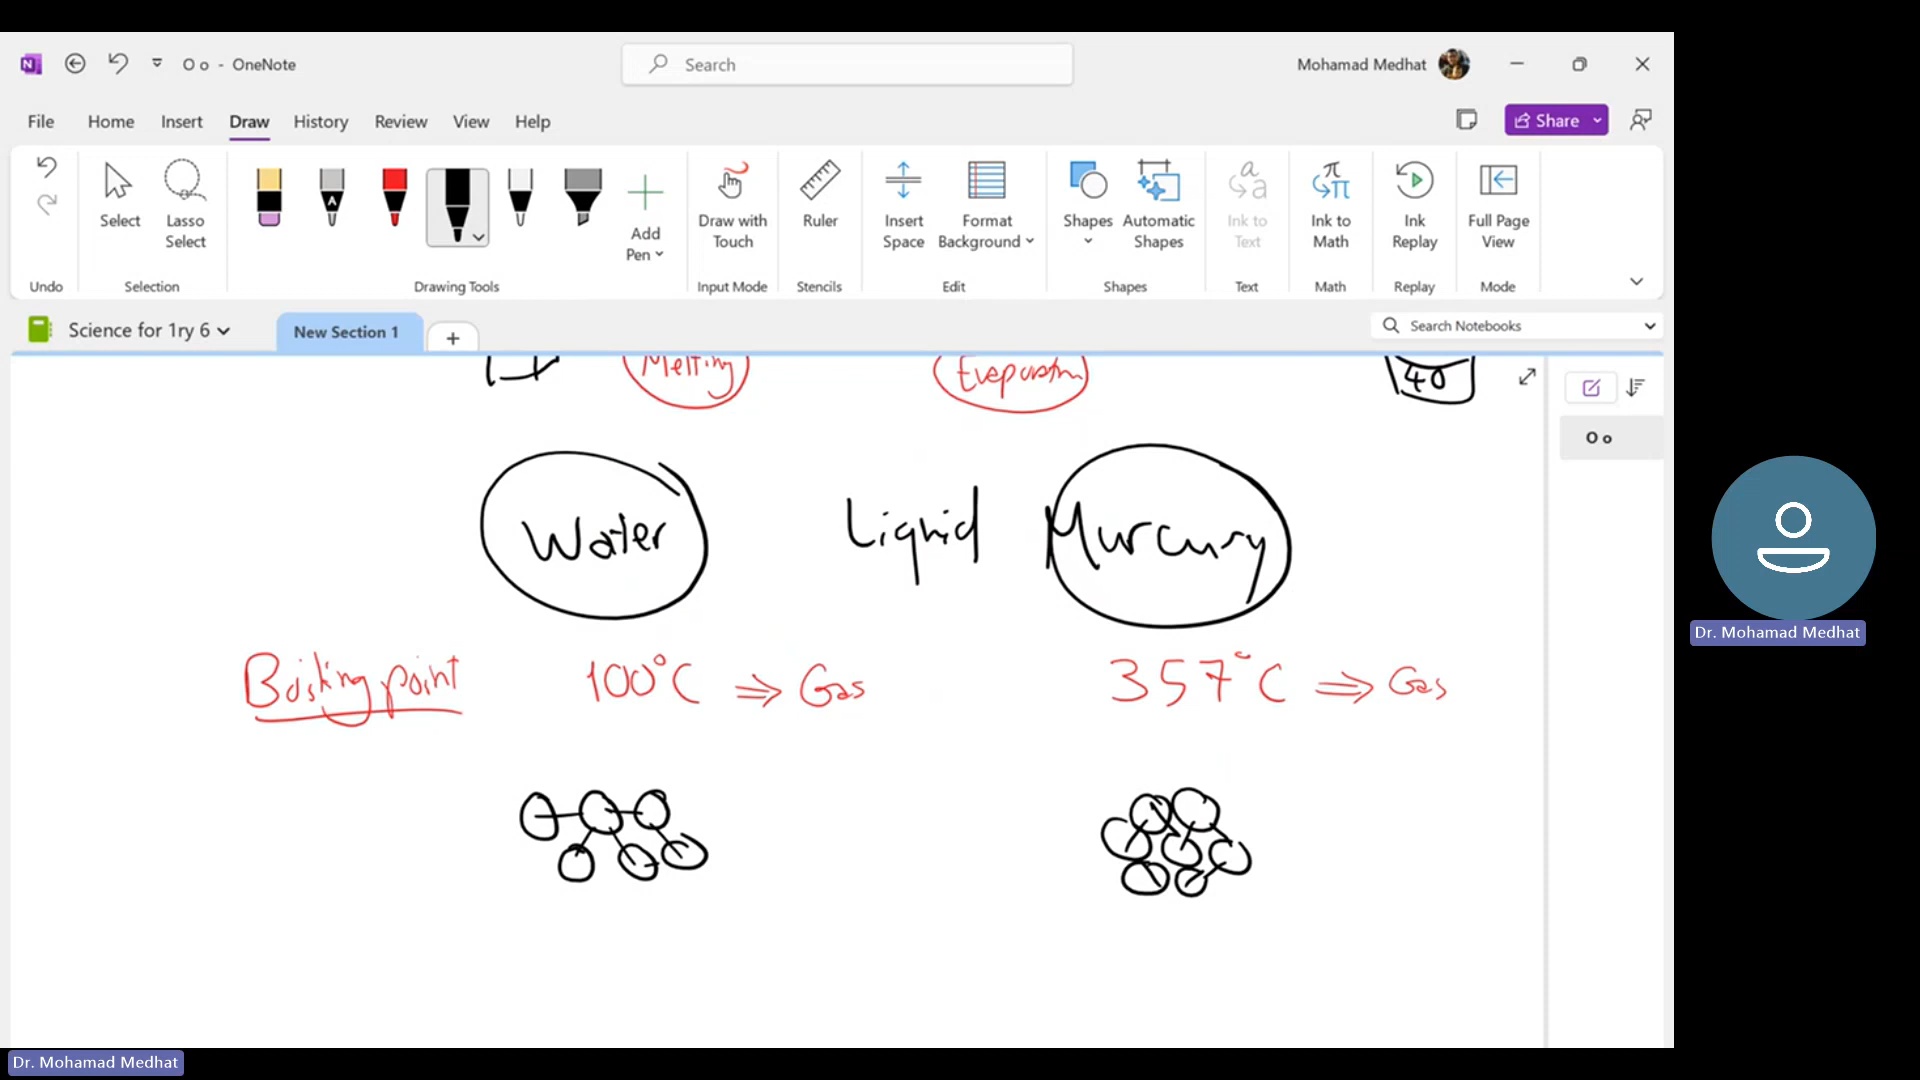 O o - OneNote
Search
Mohamad Medhat
File Home Insert Draw History Review View Help
Share
Select
Lasso Select
A
Add Pen
Draw with Touch
Ruler
Insert Space
Format Background
Shapes
Automatic Shapes
Ink to Text
Ink to Math
Ink Replay
Full Page View
Undo Selection Drawing Tools Input Mode Stencils Edit Shapes Text Math Replay Mode
Science for 1ry 6
New Section 1
Search Notebooks
Melting Evaporation 40
O o
Water Liquid Murcury
Boiling point 100°C ⇒ Gas 357°C ⇒ Gas
Dr. Mohamad Medhat
Dr. Mohamad Medhat